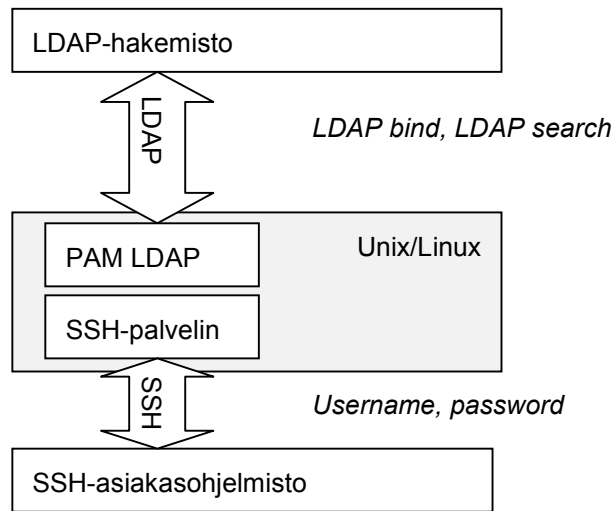 LDAP-hakemisto
LDAP
LDAP bind, LDAP search
Unix/Linux
PAM LDAP
SSH-palvelin
SSH
Username, password
SSH-asiakasohjelmisto